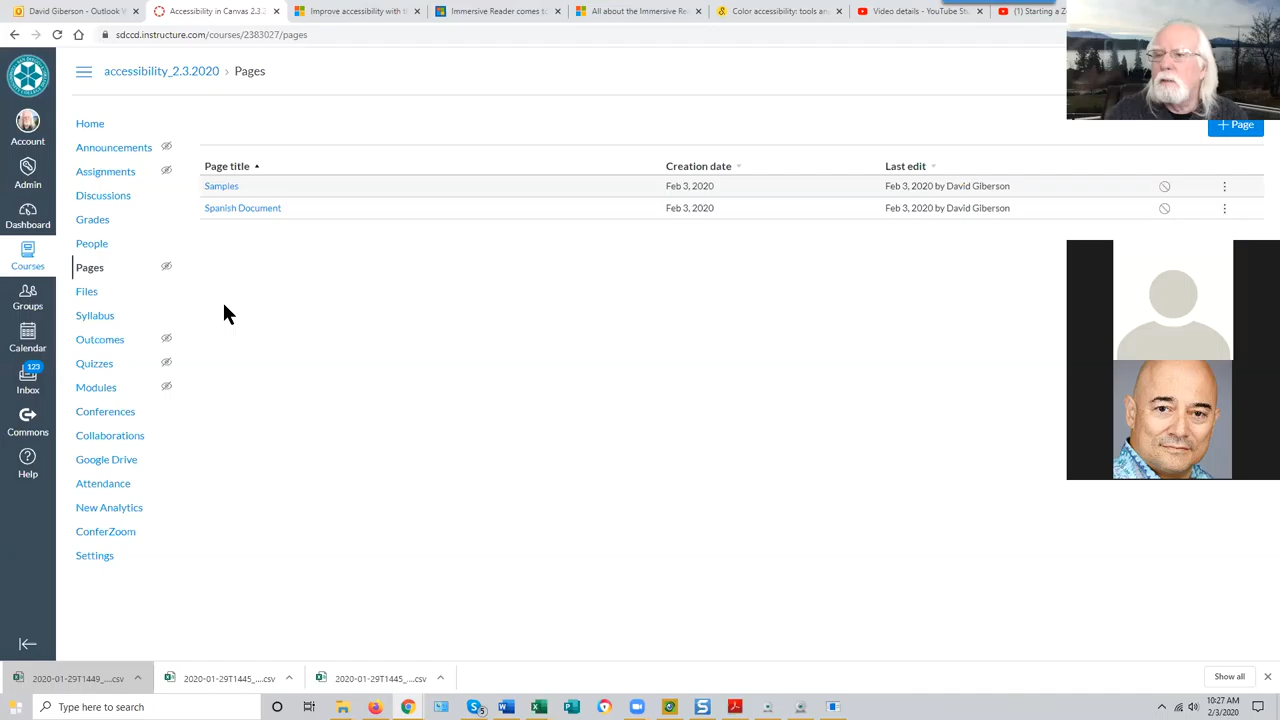 David Giberson - Outlook
Accessibility in Canvas 2.3.2
Improve accessibility with t
Immersive Reader comes to
All about the Immersive Re
Color accessibility: tools an
Video details - YouTube Stu
(1) Starting a Z
sdccd.instructure.com/courses/2383027/pages
accessibility_2.3.2020 › Pages
+ Page
Account
Admin
Dashboard
Courses
Groups
Calendar
123
Inbox
Commons
Help
Home
Announcements
Assignments
Discussions
Grades
People
Pages
Files
Syllabus
Outcomes
Quizzes
Modules
Conferences
Collaborations
Google Drive
Attendance
New Analytics
ConferZoom
Settings
Page title Creation date Last edit
Samples Feb 3, 2020 Feb 3, 2020 by David Giberson
Spanish Document Feb 3, 2020 Feb 3, 2020 by David Giberson
2020-01-29T1449_....csv 2020-01-29T1445_....csv 2020-01-29T1445_....csv Show all
Type here to search
5
10:27 AM
2/3/2020